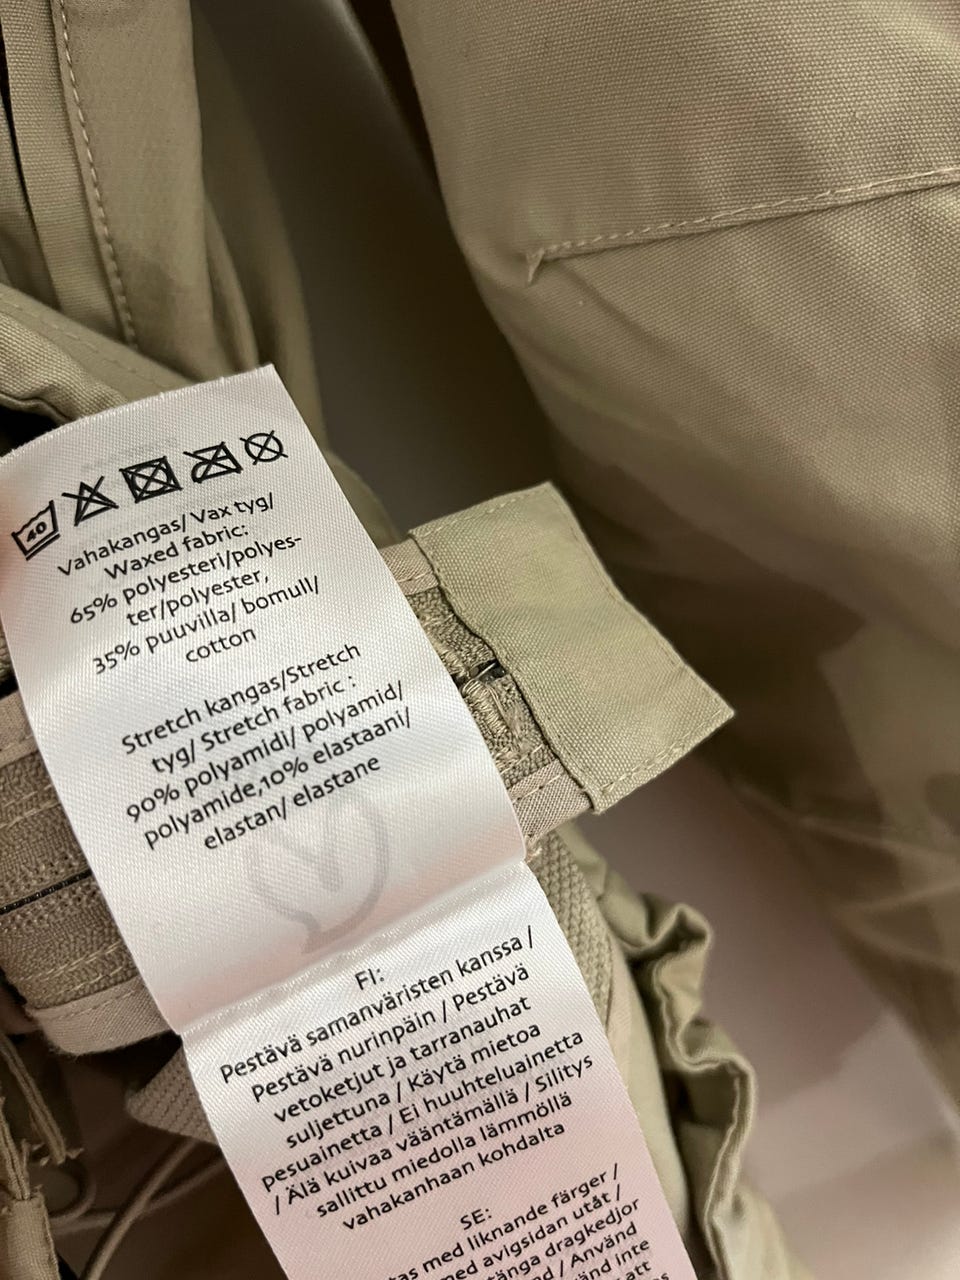 40
Vahakangas/ Vax tyg/
Waxed fabric:
65% polyesteri/polyes-
ter/polyester,
35% puuvilla/ bomull/
cotton
Stretch kangas/Stretch
tyg/ Stretch fabric :
90% polyamidi/ polyamid/
polyamide,10% elastaani/
elastan/ elastane
FI:
Pestävä samanväristen kanssa /
Pestävä nurinpäin / Pestävä
vetoketjut ja tarranauhat
suljettuna / Käytä mietoa
pesuainetta / Ei huuhteluainetta
/ Älä kuivaa vääntämällä / Silitys
sallittu miedolla lämmöllä
vahakanhaan kohdalta
SE:
med liknande färger /
med avigsidan utåt /
dragkedjor
/ Använd
inte
att